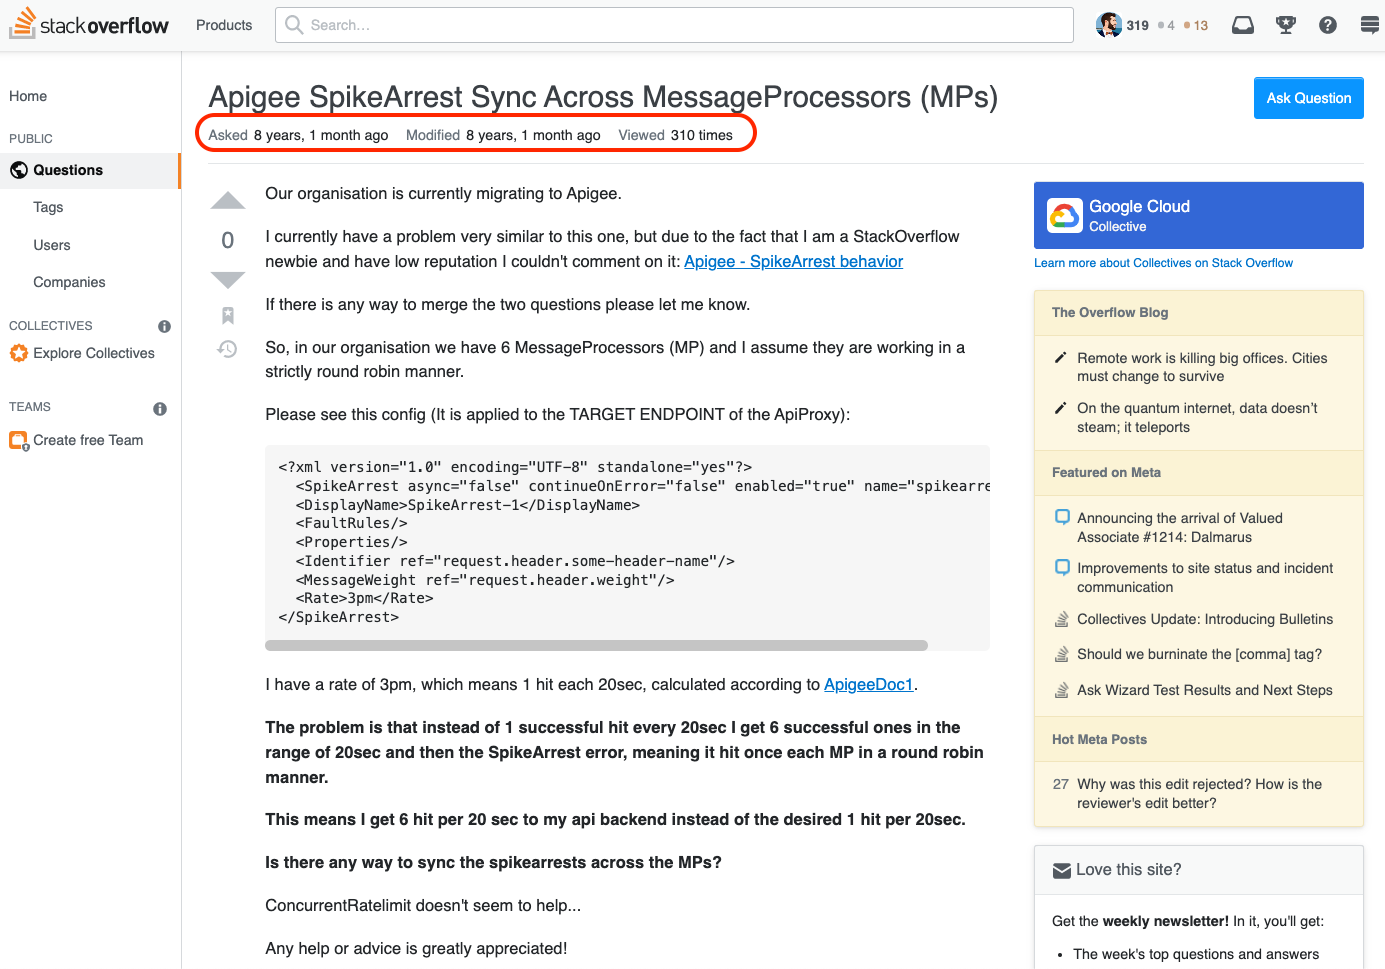 stackoverflow
Products
Search...
319 4 13
Home
PUBLIC
Questions
Tags
Users
Companies
COLLECTIVES
Explore Collectives
TEAMS
Create free Team
Apigee SpikeArrest Sync Across MessageProcessors (MPs)
Ask Question
Asked 8 years, 1 month ago Modified 8 years, 1 month ago Viewed 310 times
0
Our organisation is currently migrating to Apigee.
I currently have a problem very similar to this one, but due to the fact that I am a StackOverflow
newbie and have low reputation I couldn't comment on it: Apigee - SpikeArrest behavior
If there is any way to merge the two questions please let me know.
So, in our organisation we have 6 MessageProcessors (MP) and I assume they are working in a
strictly round robin manner.
Please see this config (It is applied to the TARGET ENDPOINT of the ApiProxy):
<?xml version="1.0" encoding="UTF-8" standalone="yes"?>
<SpikeArrest async="false" continueOnError="false" enabled="true" name="spikearre
<DisplayName>SpikeArrest-1</DisplayName>
<FaultRules/>
<Properties/>
<Identifier ref="request.header.some-header-name"/>
<MessageWeight ref="request.header.weight"/>
<Rate>3pm</Rate>
</SpikeArrest>
I have a rate of 3pm, which means 1 hit each 20sec, calculated according to ApigeeDoc1.
The problem is that instead of 1 successful hit every 20sec I get 6 successful ones in the
range of 20sec and then the SpikeArrest error, meaning it hit once each MP in a round robin
manner.
This means I get 6 hit per 20 sec to my api backend instead of the desired 1 hit per 20sec.
Is there any way to sync the spikearrests across the MPs?
ConcurrentRatelimit doesn't seem to help...
Any help or advice is greatly appreciated!
Google Cloud
Collective
Learn more about Collectives on Stack Overflow
The Overflow Blog
Remote work is killing big offices. Cities
must change to survive
On the quantum internet, data doesn't
steam; it teleports
Featured on Meta
Announcing the arrival of Valued
Associate #1214: Dalmarus
Improvements to site status and incident
communication
Collectives Update: Introducing Bulletins
Should we burninate the [comma] tag?
Ask Wizard Test Results and Next Steps
Hot Meta Posts
27 Why was this edit rejected? How is the
reviewer's edit better?
Love this site?
Get the weekly newsletter! In it, you'll get:
• The week's top questions and answers